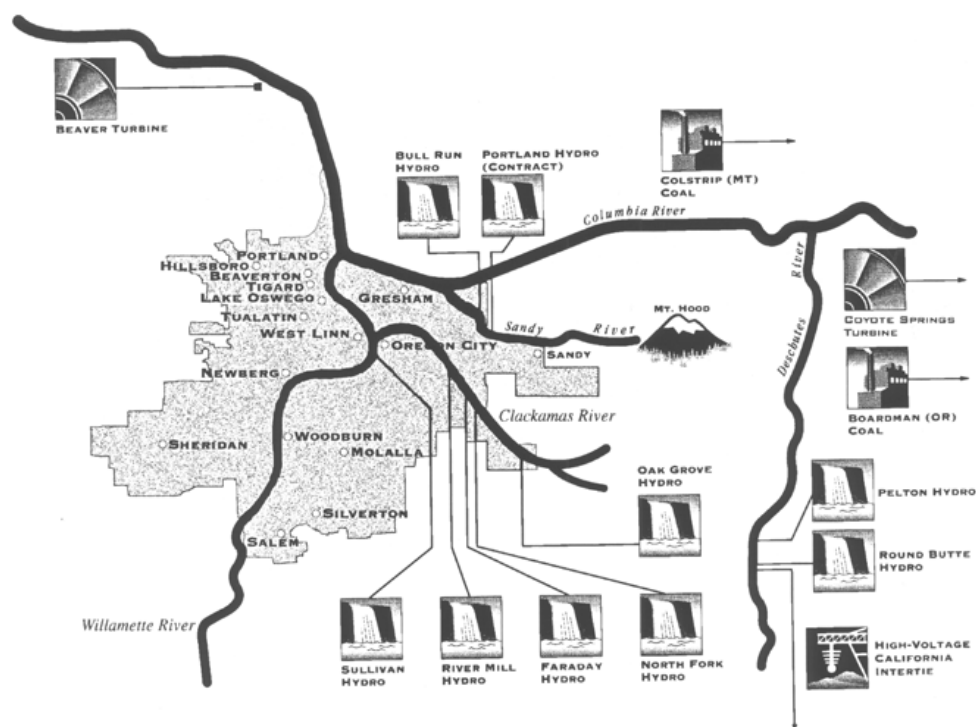 BEAVER TURBINE
BULL RUN
HYDRO
PORTLAND HYDRO
(CONTRACT)
COLSTRIP (MT)
COAL
Columbia River
PORTLAND
HILLSBORO
BEAVERTON
TIGARD
LAKE OSWEGO
TUALATIN
WEST LINN
GRESHAM
OREGON CITY
Sandy River
SANDY
MT. HOOD
Deschutes River
COYOTE SPRINGS
TURBINE
BOARDMAN (OR)
COAL
NEWBERG
Clackamas River
SHERIDAN
WOODBURN
MOLALLA
SILVERTON
SALEM
OAK GROVE
HYDRO
PELTON HYDRO
ROUND BUTTE
HYDRO
Willamette River
SULLIVAN
HYDRO
RIVER MILL
HYDRO
FARADAY
HYDRO
NORTH FORK
HYDRO
HIGH-VOLTAGE
CALIFORNIA
INTERTIE